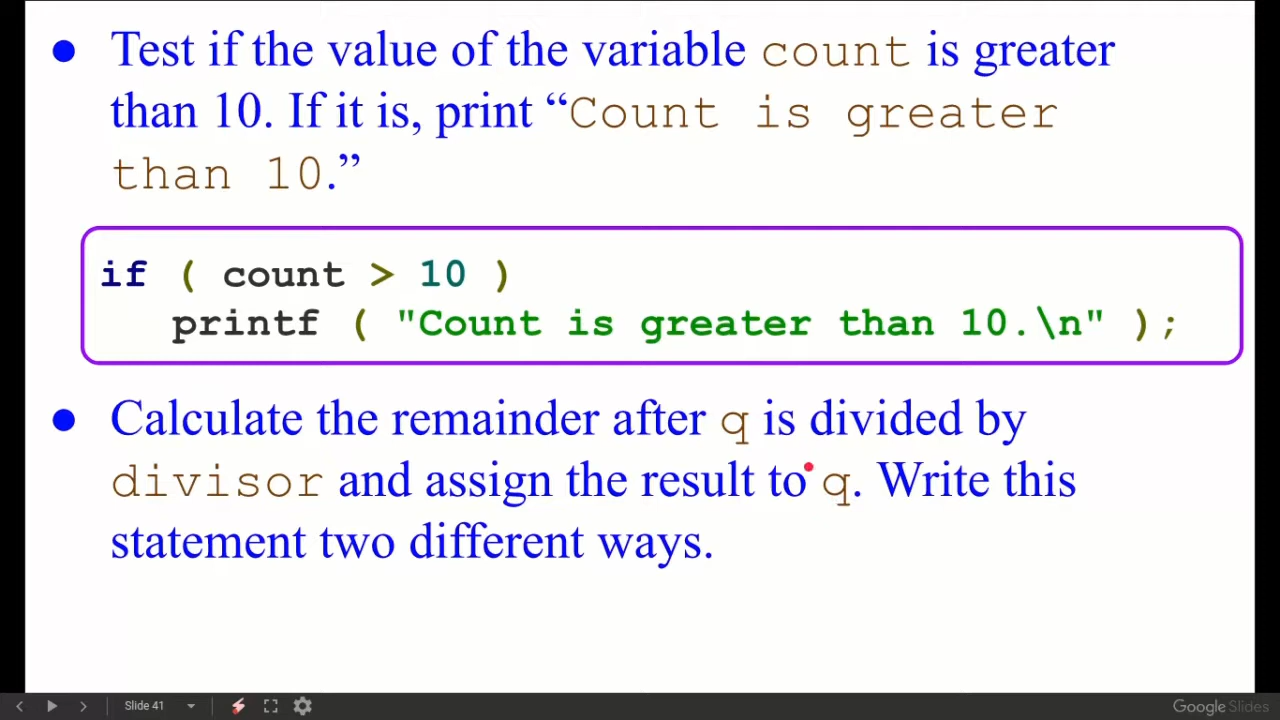 ● Test if the value of the variable count is greater
than 10. If it is, print “Count is greater
than 10.”
if ( count > 10 )
printf ( "Count is greater than 10.\n" );
● Calculate the remainder after q is divided by
divisor and assign the result to q. Write this
statement two different ways.
Slide 41
Google Slides